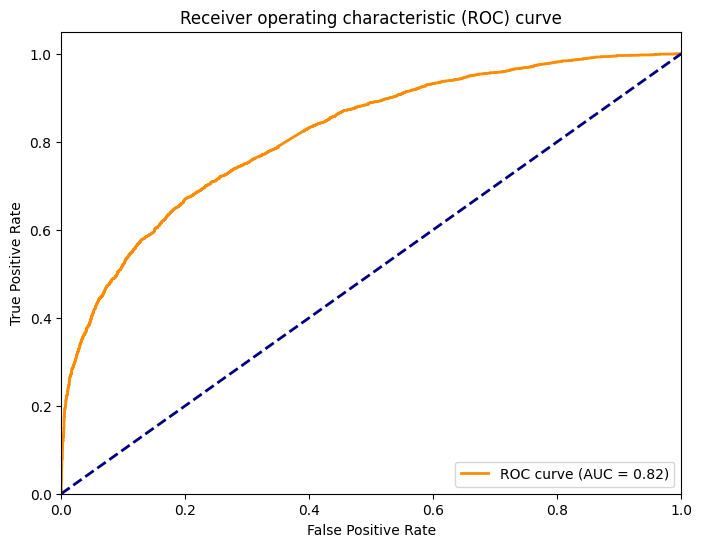 Receiver operating characteristic (ROC) curve
True Positive Rate
1.0
0.8
0.6
0.4
0.2
0.0
ROC curve (AUC = 0.82)
0.0 0.2 0.4 0.6 0.8 1.0
False Positive Rate